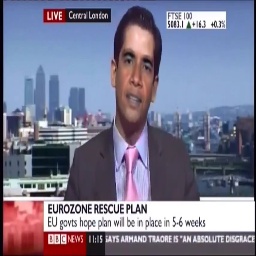 LIVE Central London
FTSE 100
5083.1 ▲ +16.3 +0.3%
EUROZONE RESCUE PLAN
EU govts hope plan will be in place in 5-6 weeks
BBC NEWS 11:15 SAYS ARMAND TRAORE IS "AN ABSOLUTE DISGRACE